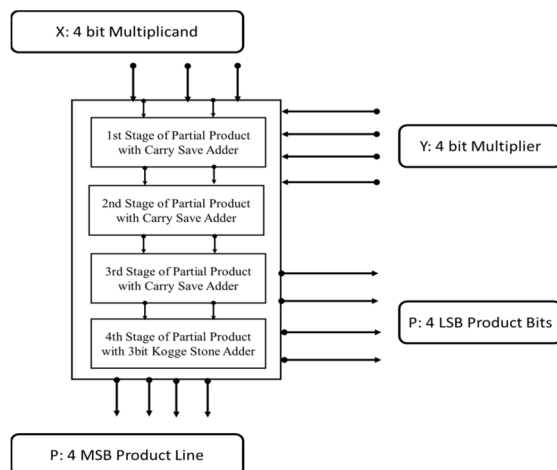 X: 4 bit Multiplicand
1st Stage of Partial Product
with Carry Save Adder
Y: 4 bit Multiplier
2nd Stage of Partial Product
with Carry Save Adder
3rd Stage of Partial Product
with Carry Save Adder
P: 4 LSB Product Bits
4th Stage of Partial Product
with 3bit Kogge Stone Adder
P: 4 MSB Product Line